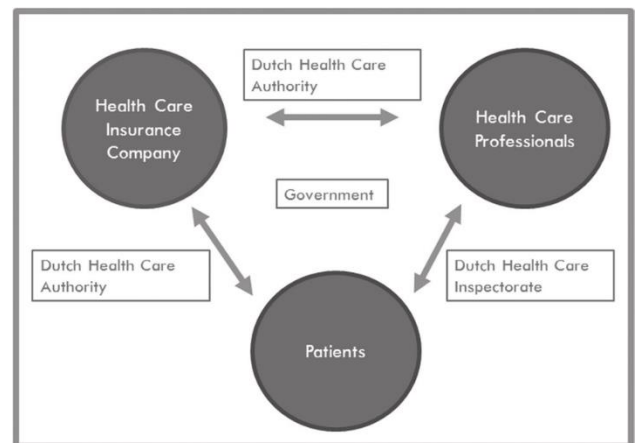 Dutch Health Care
Authority
Health Care
Insurance
Company
Health Care
Professionals
Government
Dutch Health Care
Authority
Dutch Health Care
Inspectorate
Patients